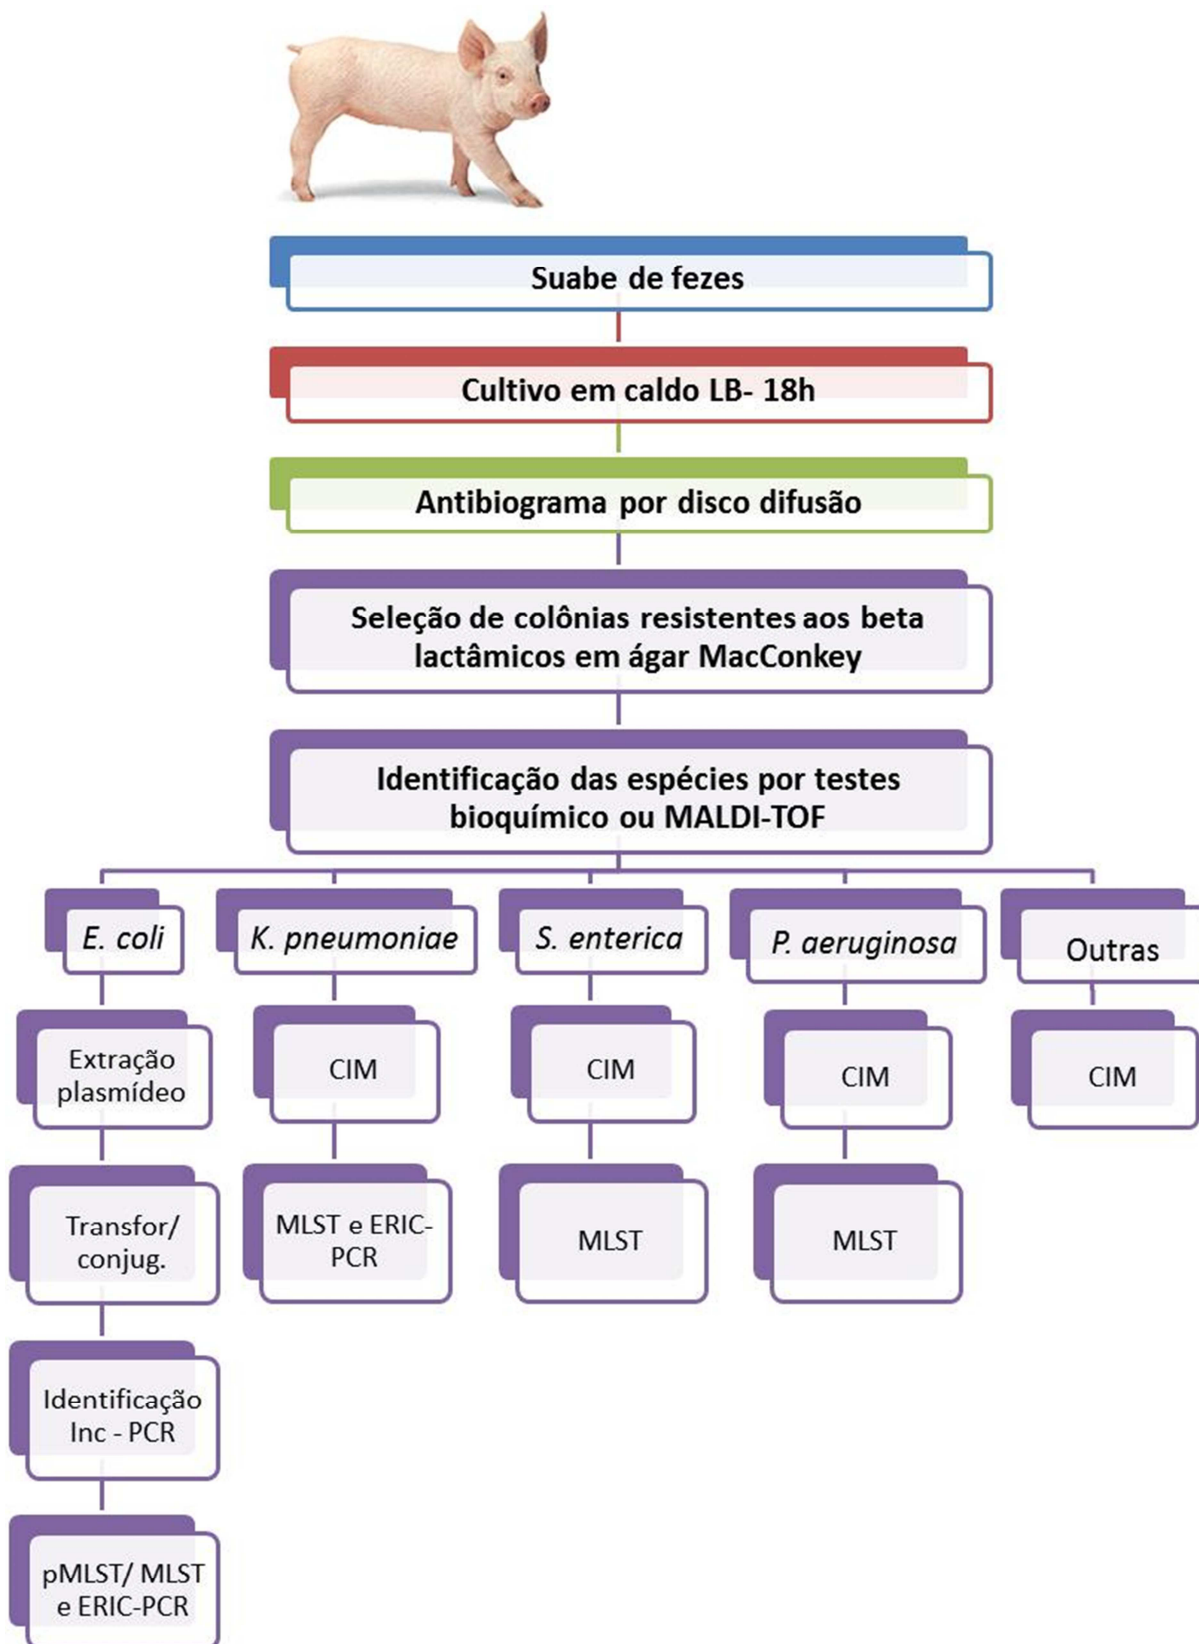 Suabe de fezes
Cultivo em caldo LB- 18h
Antibiograma por disco difusão
Seleção de colônias resistentes aos beta
lactâmicos em ágar MacConkey
Identificação das espécies por testes
bioquímico ou MALDI-TOF
E. coli
K. pneumoniae
S. enterica
P. aeruginosa
Outras
Extração
plasmídeo
CIM
CIM
CIM
CIM
Transfor/
conjug.
MLST e ERIC-
PCR
MLST
MLST
Identificação
Inc - PCR
pMLST/ MLST
e ERIC-PCR